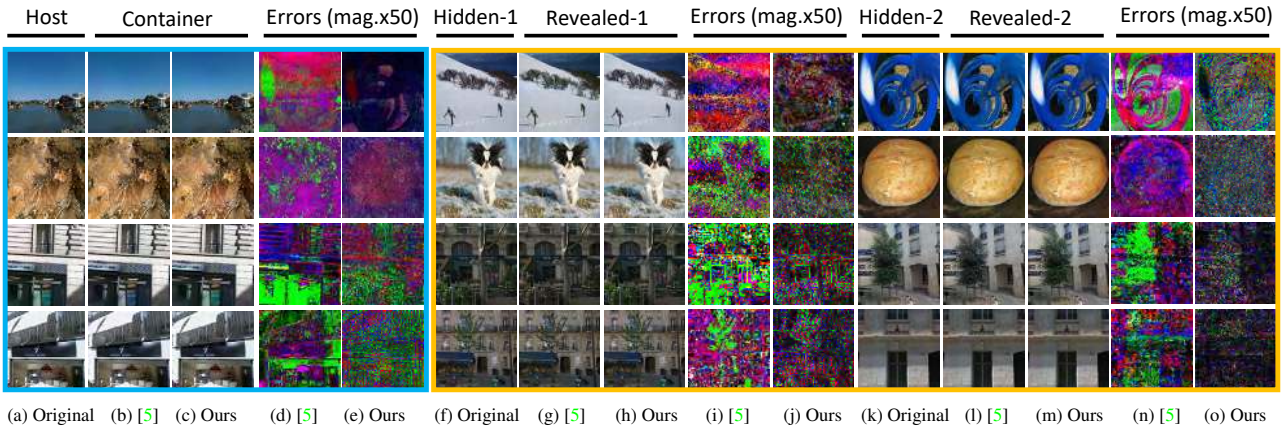 Host Container Errors (mag.x50) Hidden-1 Revealed-1 Errors (mag.x50) Hidden-2 Revealed-2 Errors (mag.x50)
(a) Original (b) [5] (c) Ours (d) [5] (e) Ours (f) Original (g) [5] (h) Ours (i) [5] (j) Ours (k) Original (l) [5] (m) Ours (n) [5] (o) Ours